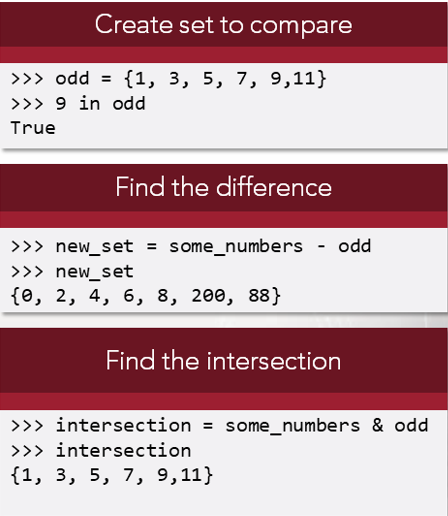 Create set to compare
>>> odd = {1, 3, 5, 7, 9,11}
>>> 9 in odd
True
Find the difference
>>> new_set = some_numbers - odd
>>> new_set
{0, 2, 4, 6, 8, 200, 88}
Find the intersection
>>> intersection = some_numbers & odd
>>> intersection
{1, 3, 5, 7, 9,11}